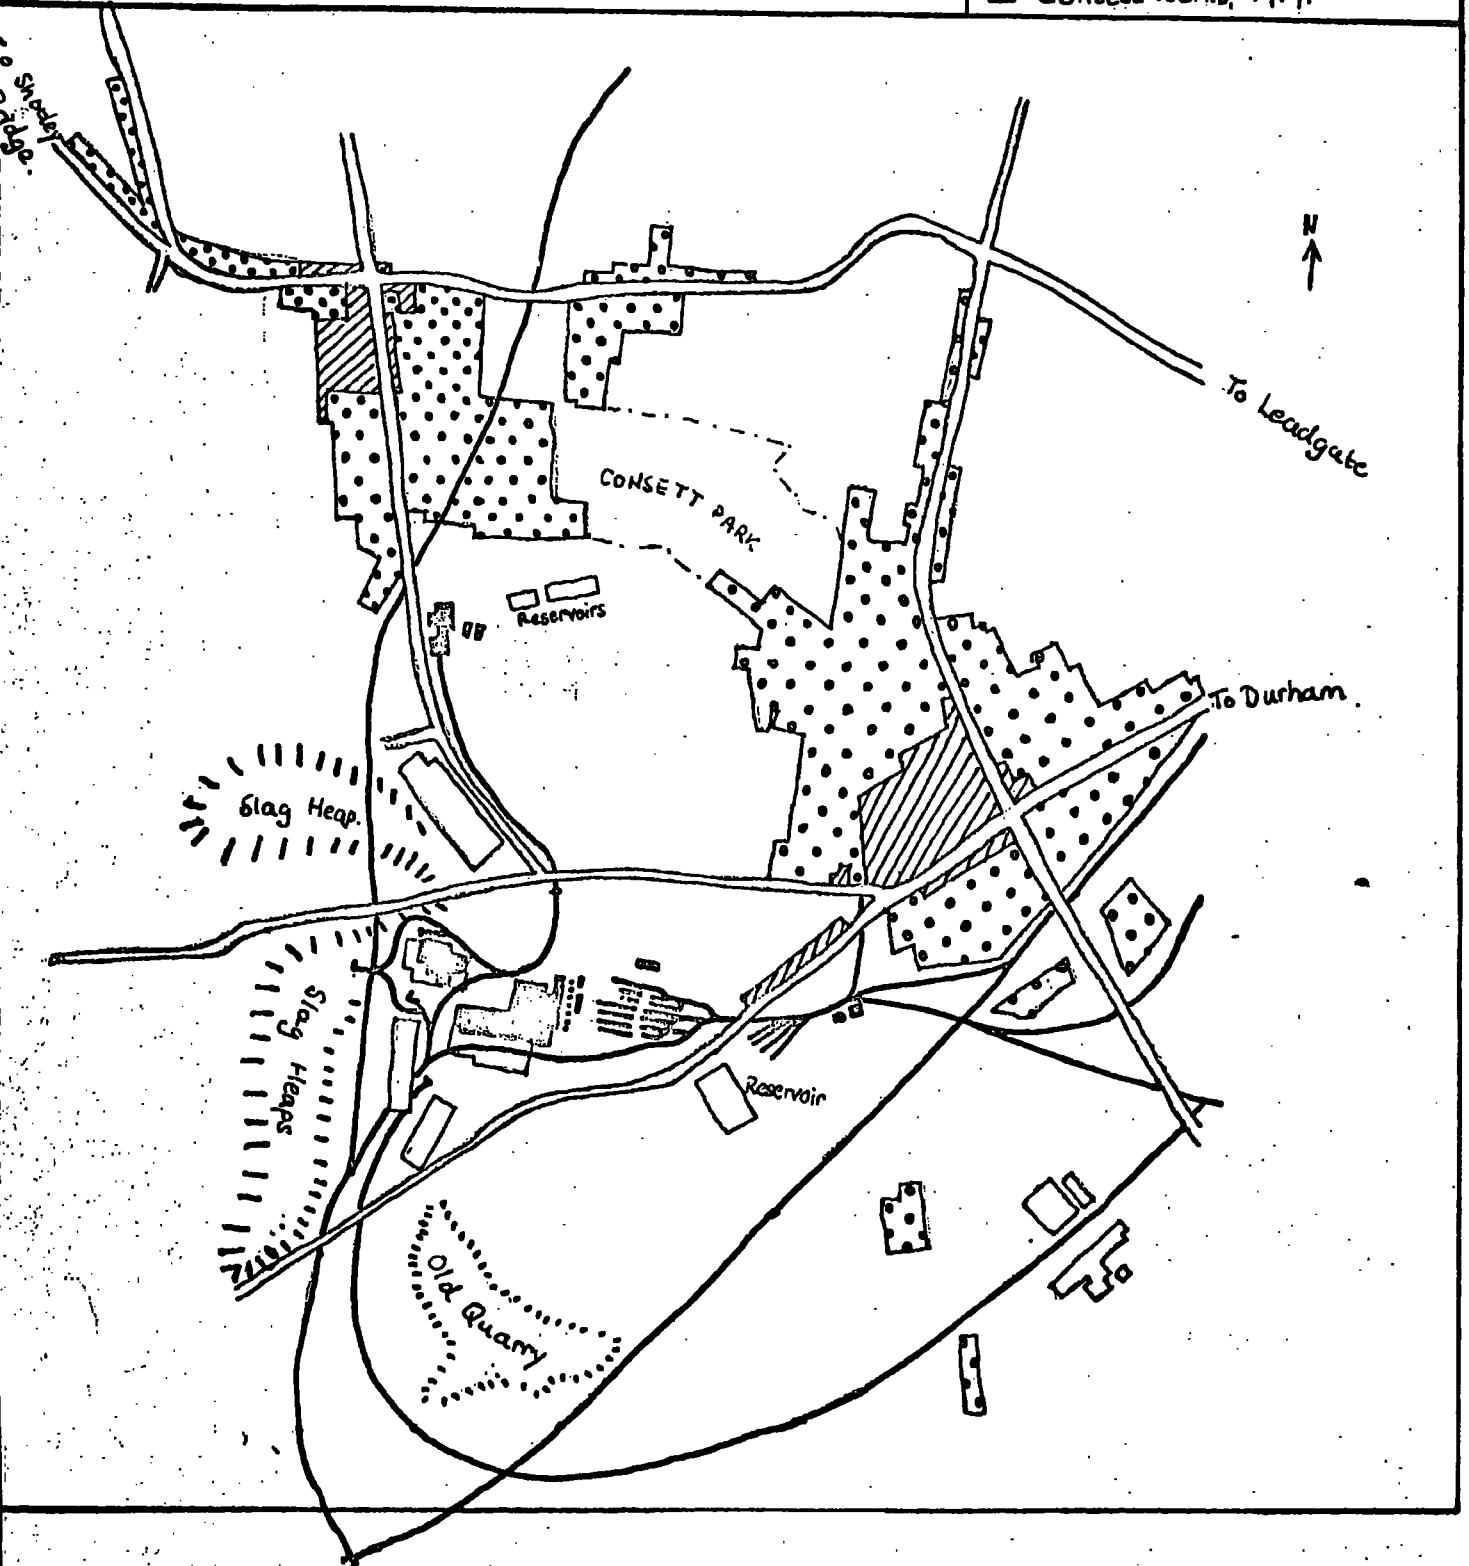 To Shotley
Bridge.
N
To Leadgate
CONSETT PARK
Reservoirs
To Durham.
Slag Heap.
Slag Heaps
Reservoir
Old Quarry